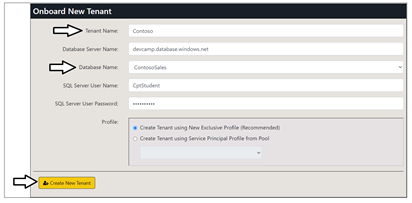 Onboard New Tenant
Tenant Name: Contoso
Database Server Name: devcamp.database.windows.net
Database Name: ContosoSales
SQL Server User Name: CptStudent
SQL Server User Password: ••••••••••
Profile:
Create Tenant using New Exclusive Profile (Recommended)
Create Tenant using Service Principal Profile from Pool
Create New Tenant